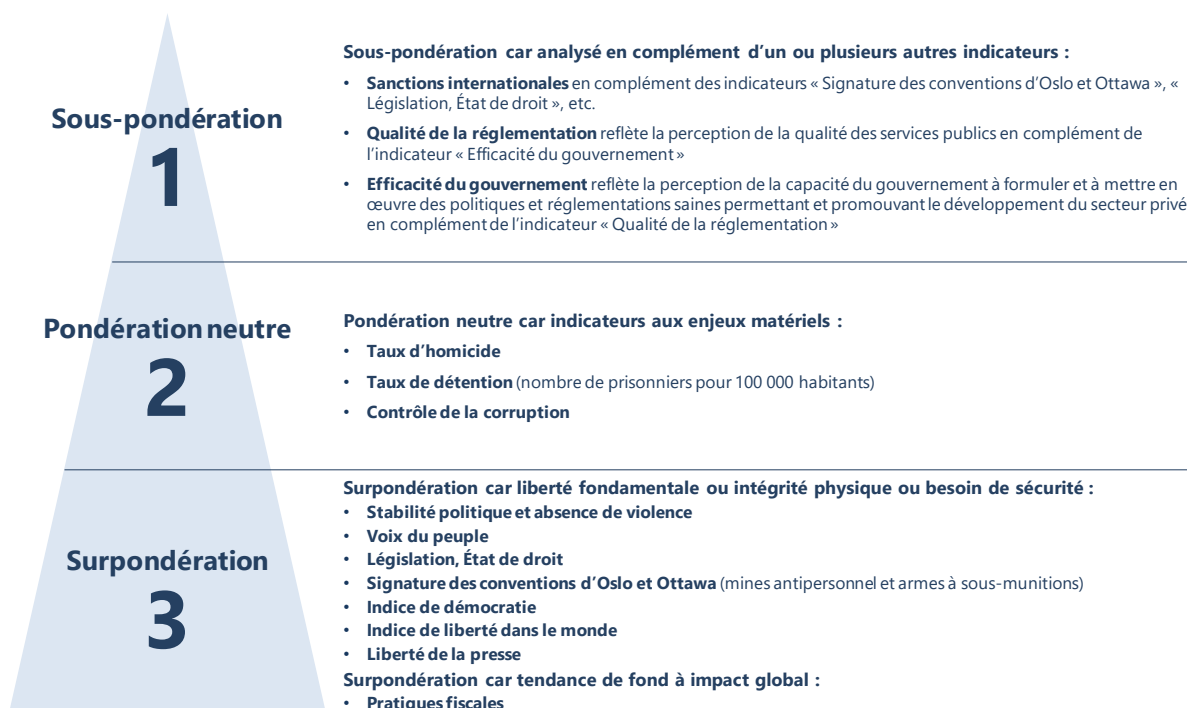 Sous-pondération
1
Sous-pondération car analysé en complément d'un ou plusieurs autres indicateurs :
• Sanctions internationales en complément des indicateurs « Signature des conventions d'Oslo et Ottawa », «
Législation, État de droit », etc.
• Qualité de la réglementation reflète la perception de la qualité des services publics en complément de
l'indicateur « Efficacité du gouvernement »
• Efficacité du gouvernement reflète la perception de la capacité du gouvernement à formuler et à mettre en
œuvre des politiques et réglementations saines permettant et promouvant le développement du secteur privé
en complément de l'indicateur « Qualité de la réglementation »
Pondération neutre
2
Pondération neutre car indicateurs aux enjeux matériels :
• Taux d'homicide
• Taux de détention (nombre de prisonniers pour 100 000 habitants)
• Contrôle de la corruption
Surpondération
3
Surpondération car liberté fondamentale ou intégrité physique ou besoin de sécurité :
• Stabilité politique et absence de violence
• Voix du peuple
• Législation, État de droit
• Signature des conventions d'Oslo et Ottawa (mines antipersonnel et armes à sous-munitions)
• Indice de démocratie
• Indice de liberté dans le monde
• Liberté de la presse
Surpondération car tendance de fond à impact global :
• Pratiques fiscales